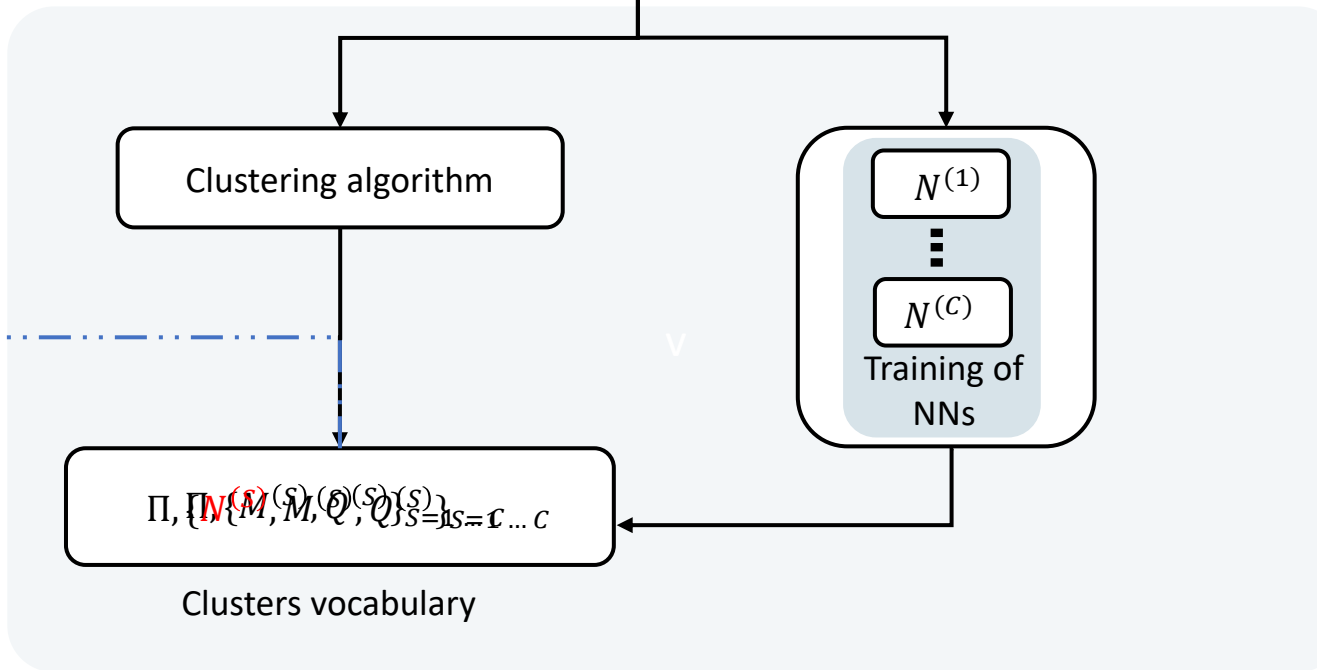 Clustering algorithm
N^{(1)}
N^{(C)}
Training of
NNs
v
Clusters vocabulary